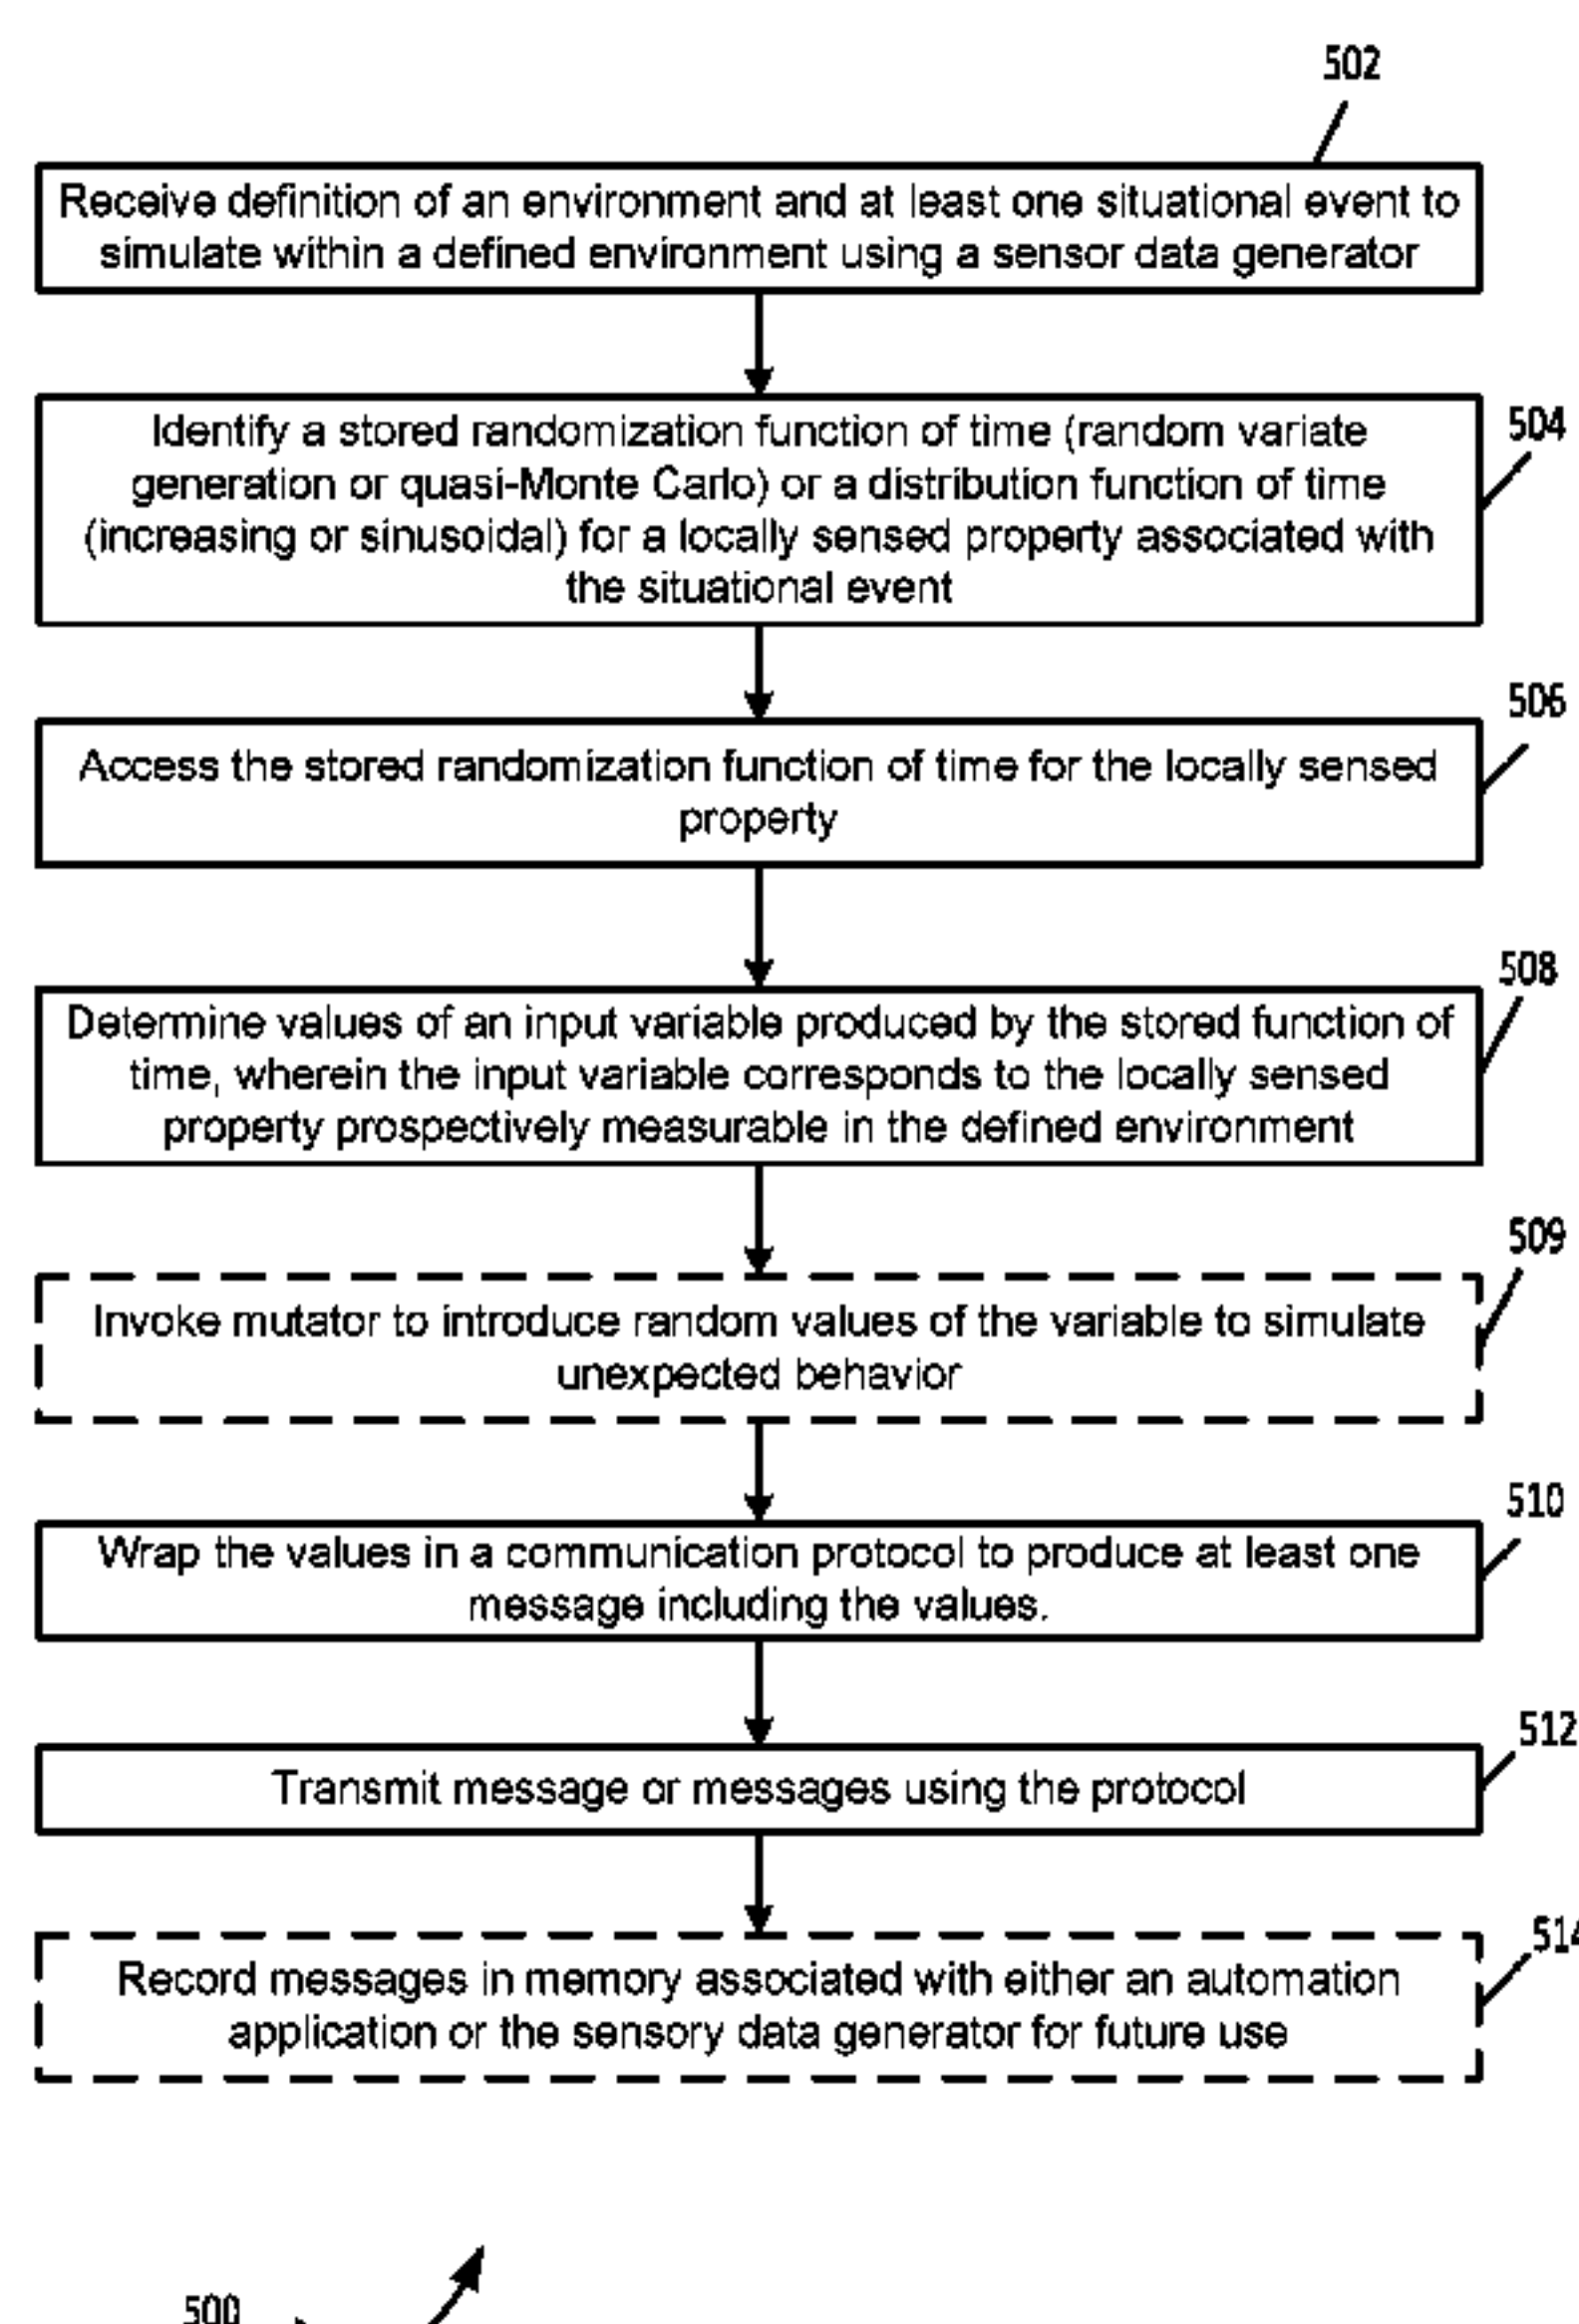 502
Receive definition of an environment and at least one situational event to
simulate within a defined environment using a sensor data generator
504
Identify a stored randomization function of time (random variate
generation or quasi-Monte Carlo) or a distribution function of time
(increasing or sinusoidal) for a locally sensed property associated with
the situational event
506
Access the stored randomization function of time for the locally sensed
property
508
Determine values of an input variable produced by the stored function of
time, wherein the input variable corresponds to the locally sensed
property prospectively measurable in the defined environment
509
Invoke mutator to introduce random values of the variable to simulate
unexpected behavior
510
Wrap the values in a communication protocol to produce at least one
message including the values.
512
Transmit message or messages using the protocol
514
Record messages in memory associated with either an automation
application or the sensory data generator for future use
500